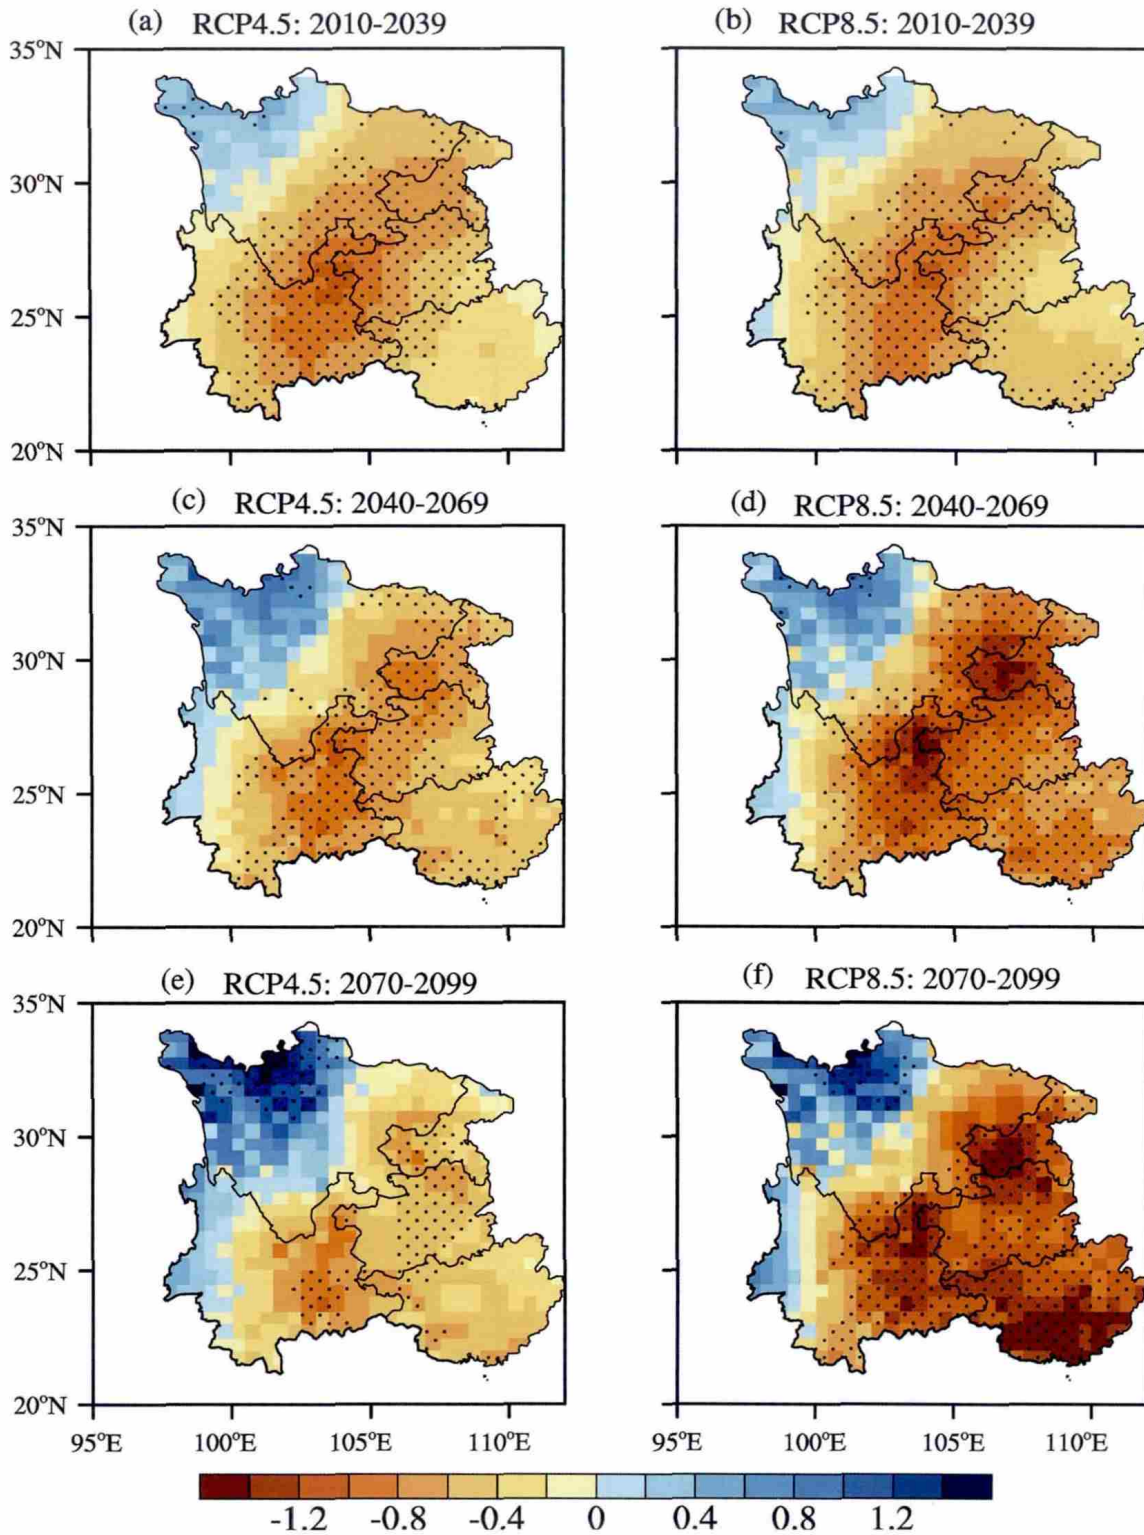 (a) RCP4.5: 2010-2039
(b) RCP8.5: 2010-2039
35°N
30°N
25°N
20°N
(c) RCP4.5: 2040-2069
(d) RCP8.5: 2040-2069
35°N
30°N
25°N
20°N
(e) RCP4.5: 2070-2099
(f) RCP8.5: 2070-2099
35°N
30°N
25°N
20°N
95°E 100°E 105°E 110°E
95°E 100°E 105°E 110°E
-1.2 -0.8 -0.4 0 0.4 0.8 1.2